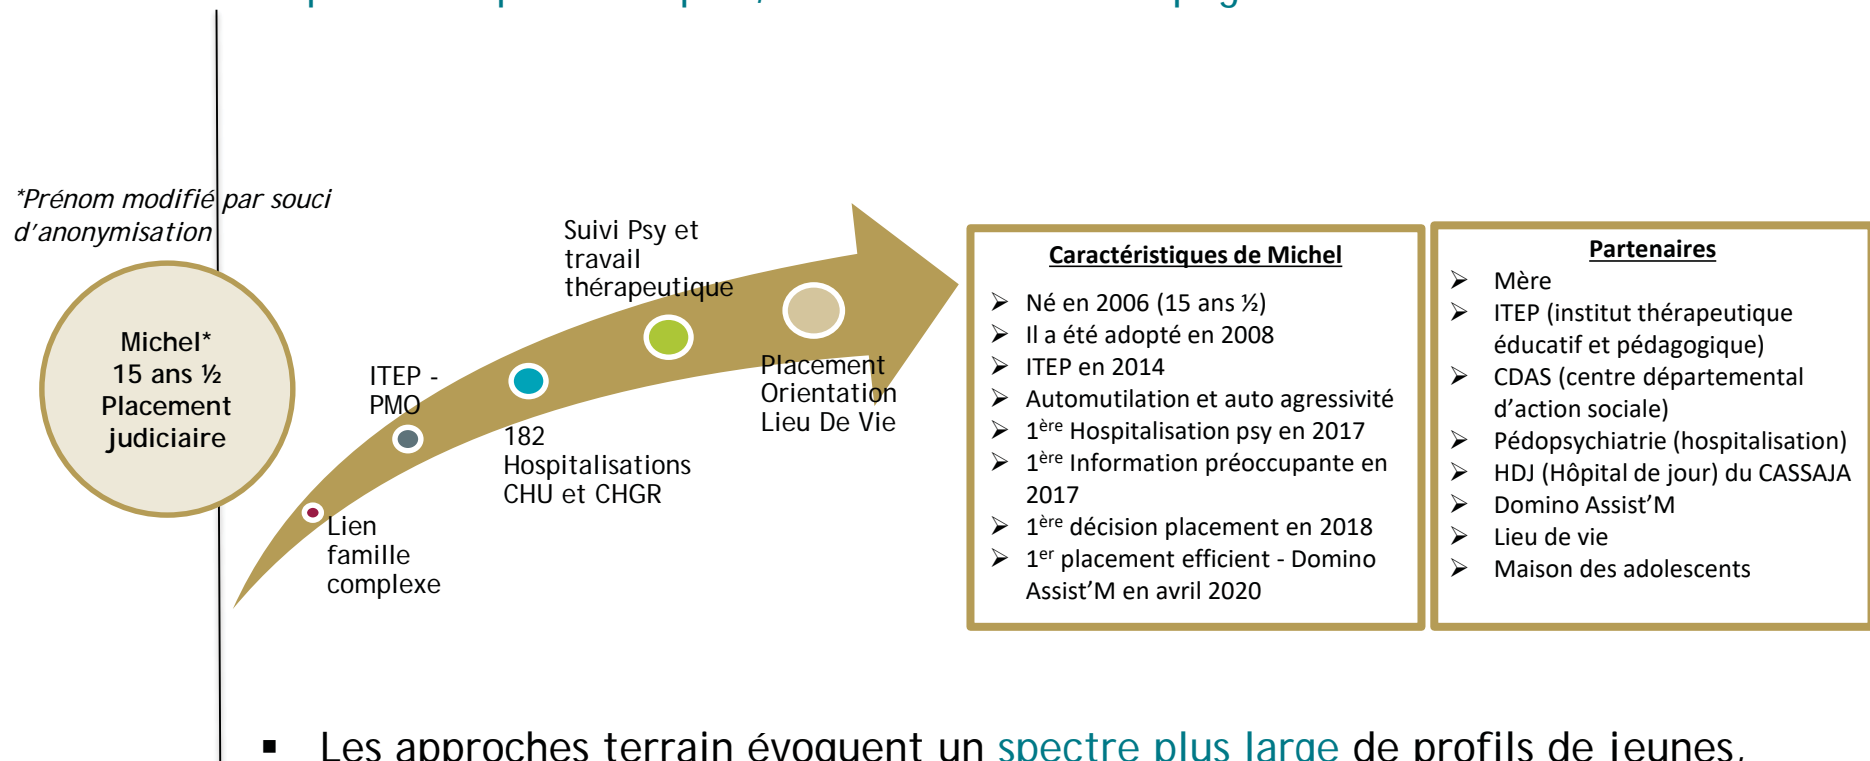 *Prénom modifié par souci
d'anonymisation
Michel*
15 ans ½
Placement
judiciaire
Lien
famille
complexe
ITEP -
PMO
182
Hospitalisations
CHU et CHGR
Suivi Psy et
travail
thérapeutique
Placement
Orientation
Lieu De Vie
Caractéristiques de Michel
➢ Né en 2006 (15 ans ½)
➢ Il a été adopté en 2008
➢ ITEP en 2014
➢ Automutilation et auto agressivité
➢ 1ère Hospitalisation psy en 2017
➢ 1ère Information préoccupante en
2017
➢ 1ère décision placement en 2018
➢ 1er placement efficient - Domino
Assist'M en avril 2020
Partenaires
➢ Mère
➢ ITEP (institut thérapeutique
éducatif et pédagogique)
➢ CDAS (centre départemental
d'action sociale)
➢ Pédopsychiatrie (hospitalisation)
➢ HDJ (Hôpital de jour) du CASSAJA
➢ Domino Assist'M
➢ Lieu de vie
➢ Maison des adolescents
▪ Les approches terrain évoquent un spectre plus large de profils de jeunes,